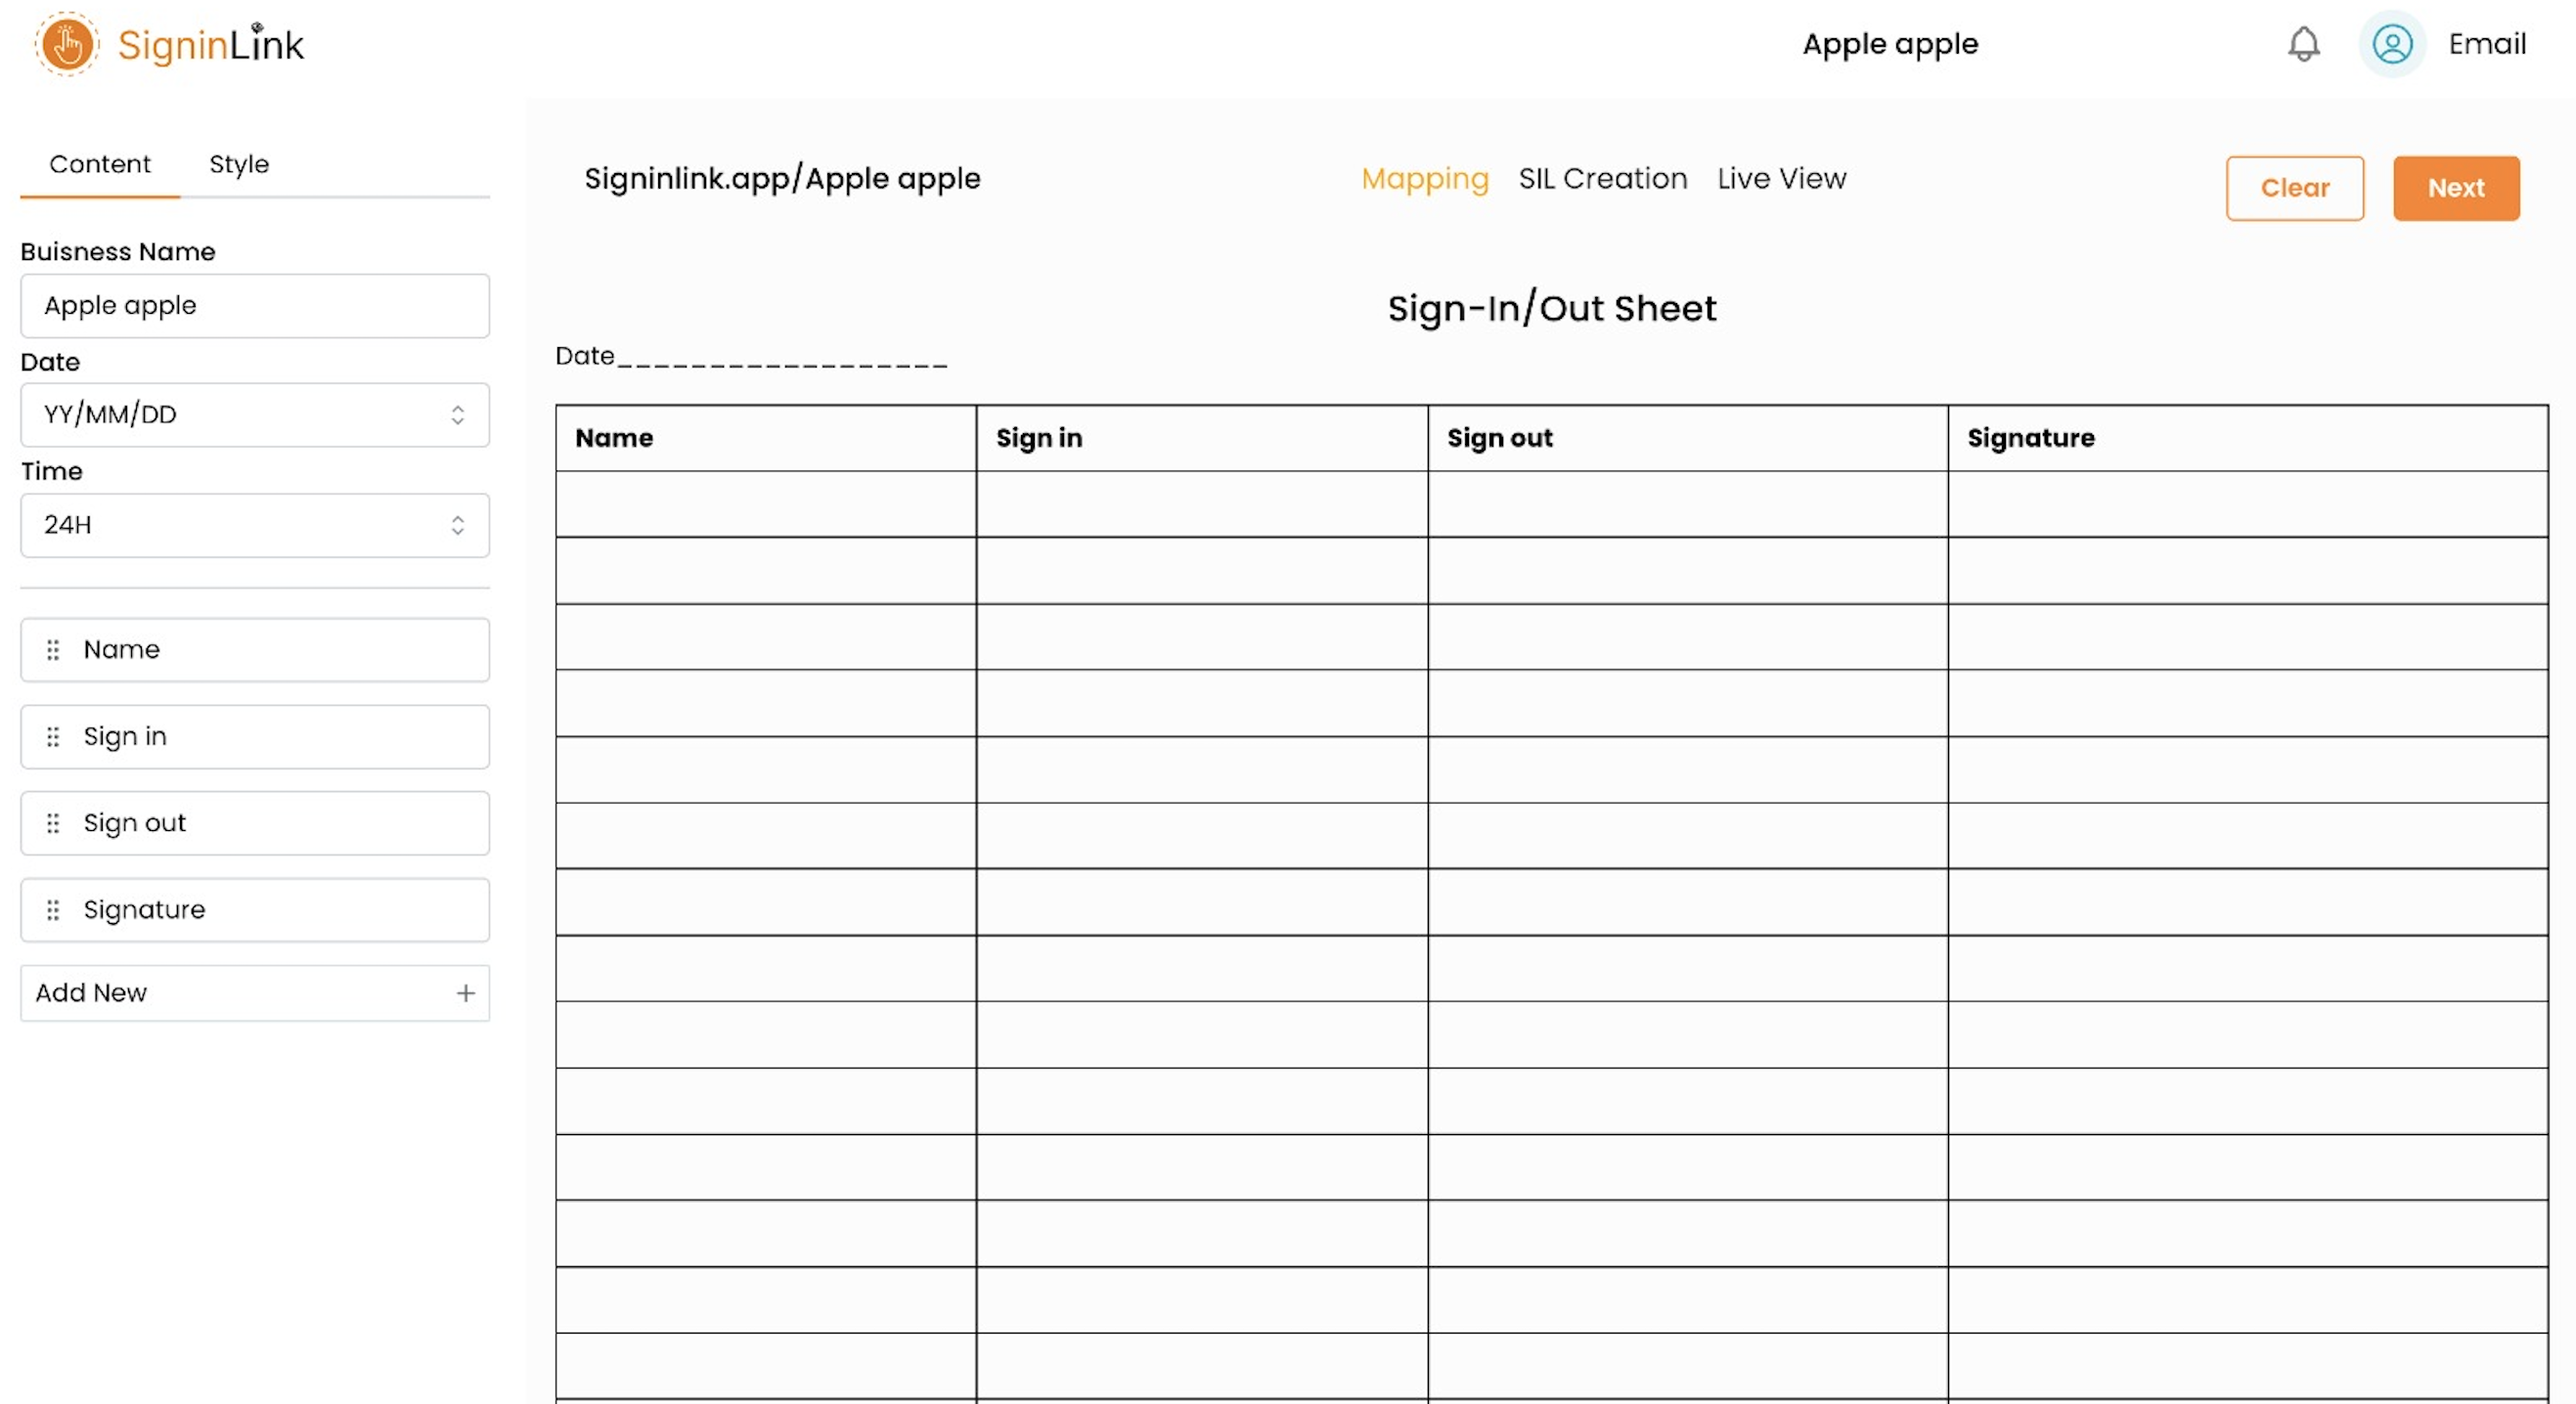 SigninLink
Apple apple
Email
Content Style
Signinlink.app/Apple apple
Mapping SIL Creation Live View
Clear Next
Buisness Name
Apple apple
Date
YY/MM/DD
Time
24H
Name
Sign in
Sign out
Signature
Add New +
Sign-In/Out Sheet
Date__________________
Name Sign in Sign out Signature